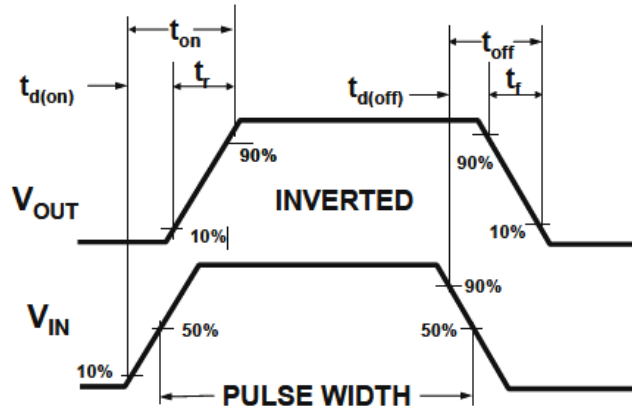 ton
toff
td(on)
tr
td(off)
tf
90%
90%
VOUT
INVERTED
10%
10%
90%
VIN
50%
50%
10%
PULSE WIDTH